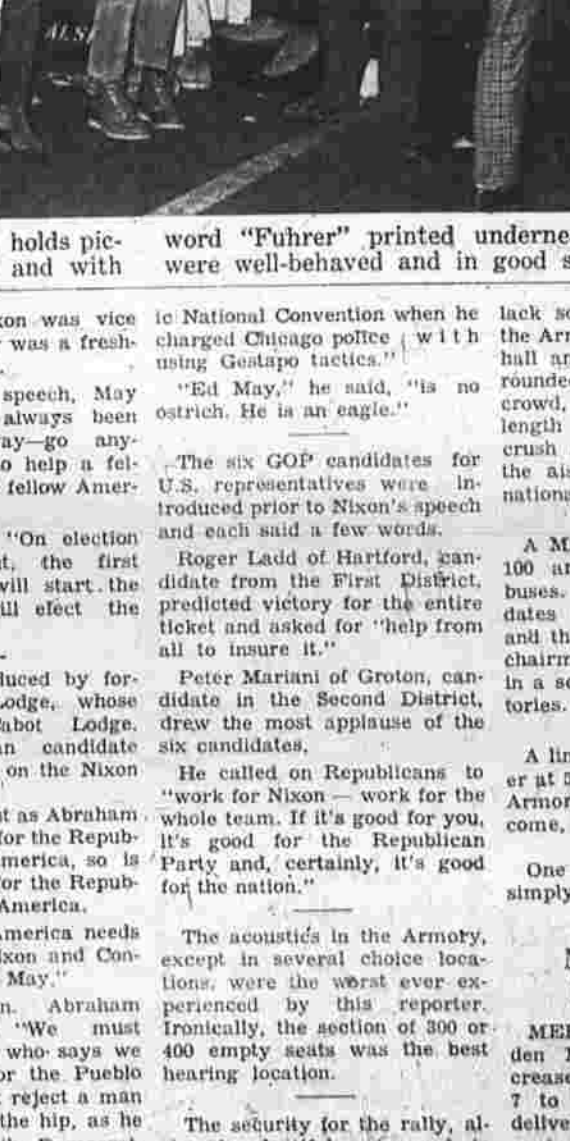 holds pic-
and with
word "Fuhrer" printed underne
were well-behaved and in good s
xon was vice
was a fresh-
speech, May
always been
ay—go any-
o help a fel-
fellow Amer-
"On election
t, the first
will start the
ill elect the
duced by for-
Lodge, whose
abot Lodge,
an candidate
on the Nixon
t as Abraham
for the Repub-
merica, so is
for the Repub-
America.
America needs
ixon and Con-
May."
n. Abraham
"We must
who says we
or the Pueblo
reject a man
the hip, as he
ic National Convention when he
charged Chicago police with
using Gestapo tactics."
"Ed May," he said, "is no
ostrich. He is an eagle."
The six GOP candidates for
U.S. representatives were in-
troduced prior to Nixon's speech
and each said a few words.
Roger Ladd of Hartford, can-
didate from the First District,
predicted victory for the entire
ticket and asked for "help from
all to insure it."
Peter Mariani of Groton, can-
didate in the Second District,
drew the most applause of the
six candidates.
He called on Republicans to
"work for Nixon — work for the
whole team. If it's good for you,
it's good for the Republican
Party and, certainly, it's good
for the nation."
The acoustics in the Armory,
except in several choice loca-
tions, were the worst ever ex-
perienced by this reporter.
Ironically, the section of 300 or
400 empty seats was the best
hearing location.
The security for the rally, al-
lack s
the Arm
hall an
rounde
crowd,
length
crush
the ais
nationa
A M
100 an
buses.
dates
and th
chairm
in a s
tories.
A lin
er at
Armor
come,
One
simply
MER
den
crease
7 to
delive